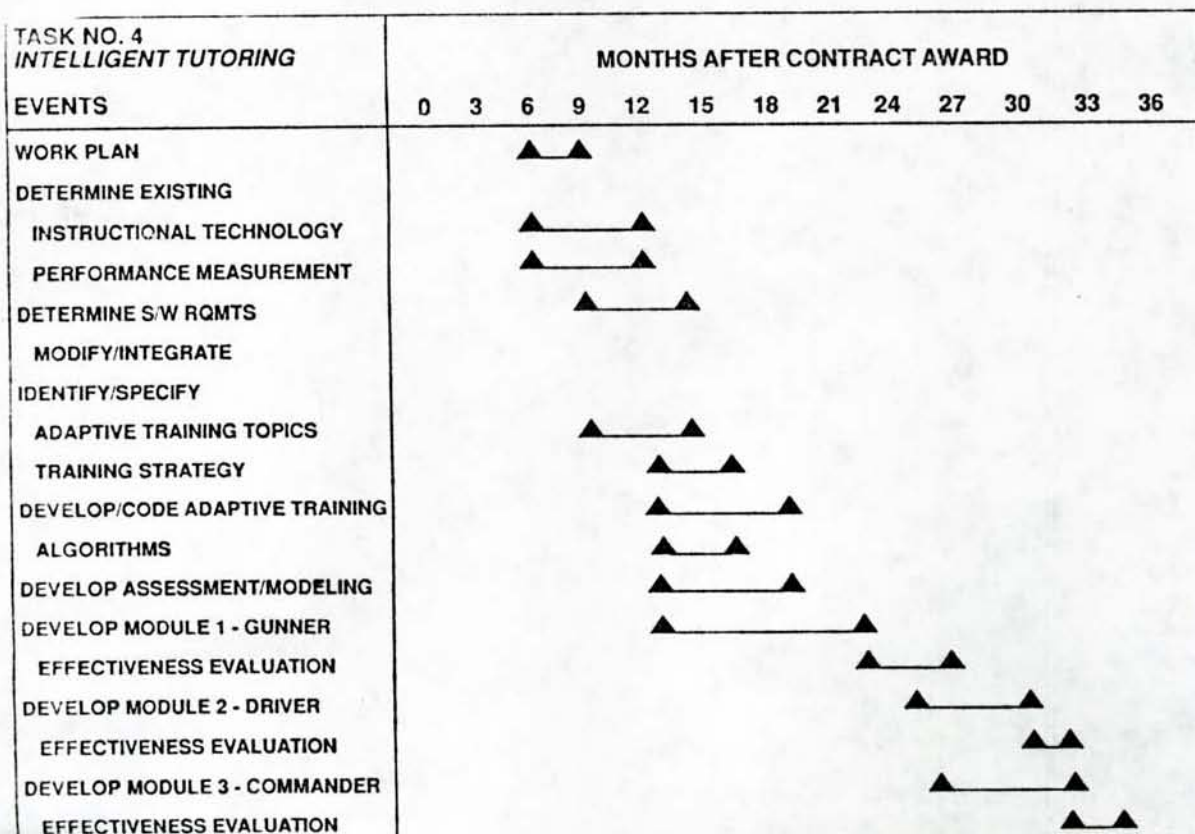 TASK NO. 4
INTELLIGENT TUTORING
MONTHS AFTER CONTRACT AWARD
EVENTS 0 3 6 9 12 15 18 21 24 27 30 33 36
WORK PLAN
DETERMINE EXISTING
INSTRUCTIONAL TECHNOLOGY
PERFORMANCE MEASUREMENT
DETERMINE S/W RQMTS
MODIFY/INTEGRATE
IDENTIFY/SPECIFY
ADAPTIVE TRAINING TOPICS
TRAINING STRATEGY
DEVELOP/CODE ADAPTIVE TRAINING
ALGORITHMS
DEVELOP ASSESSMENT/MODELING
DEVELOP MODULE 1 - GUNNER
EFFECTIVENESS EVALUATION
DEVELOP MODULE 2 - DRIVER
EFFECTIVENESS EVALUATION
DEVELOP MODULE 3 - COMMANDER
EFFECTIVENESS EVALUATION